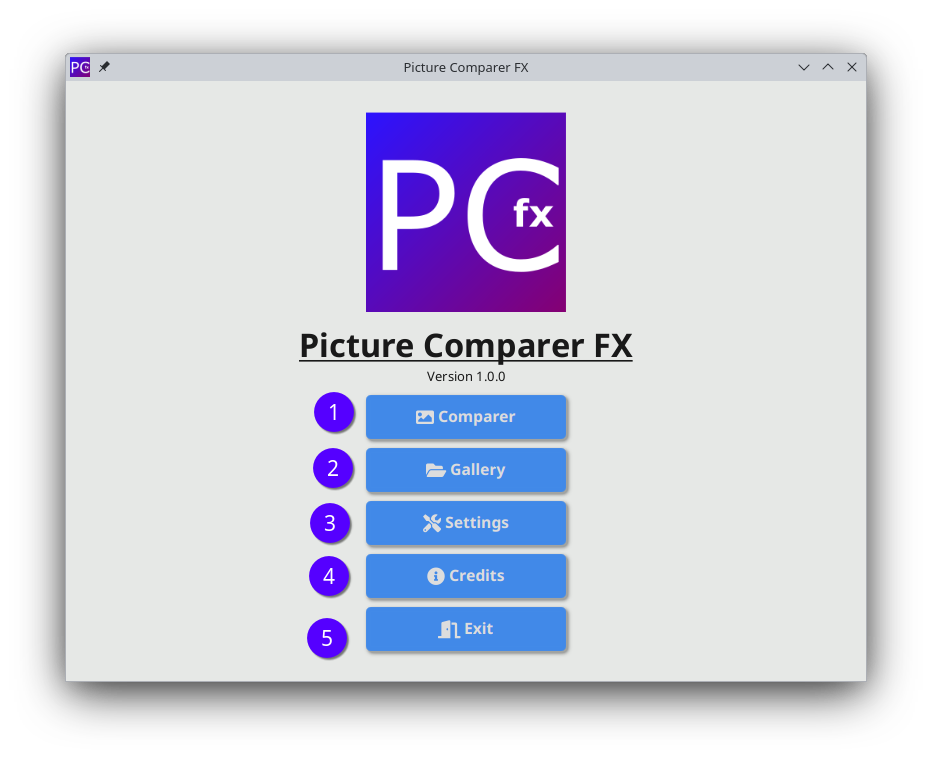 PC fx
Picture Comparer FX
PC
fx
Picture Comparer FX
Version 1.0.0
1 Comparer
2 Gallery
3 Settings
4 Credits
5 Exit